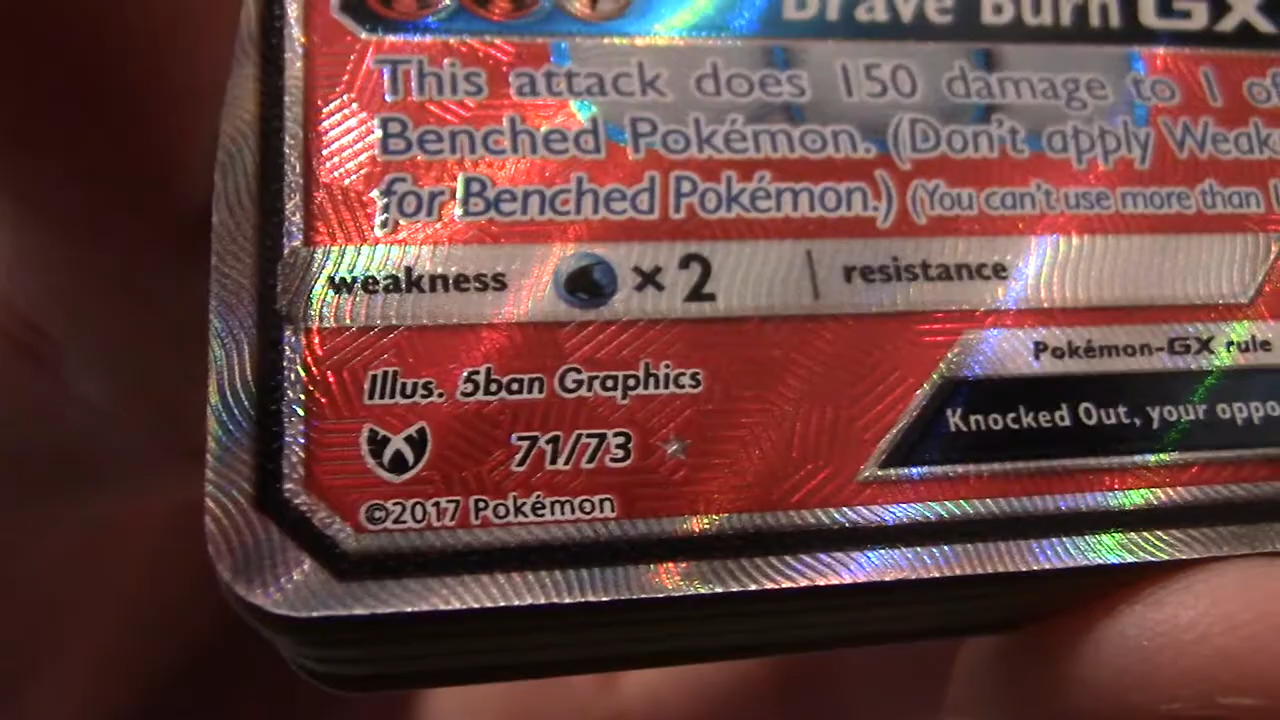 Brave Burn GX
This attack does 150 damage to 1 of
Benched Pokémon. (Don't apply Weak
for Benched Pokémon.) (You can't use more than 1
weakness ×2 | resistance
Pokémon-GX rule
Illus. 5ban Graphics
Knocked Out, your oppo
71/73
©2017 Pokémon